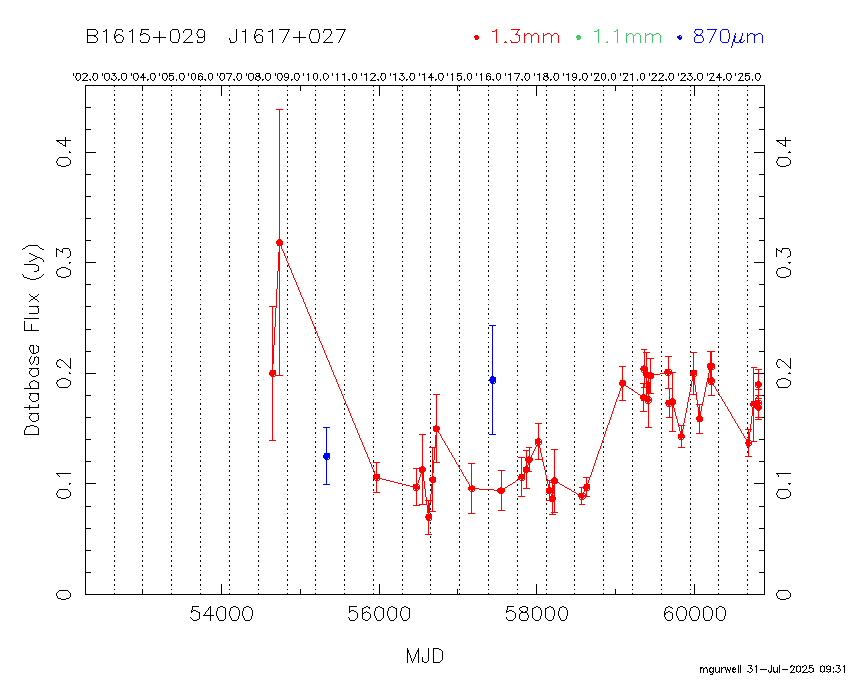 B1615+029 J1617+027 1.3mm 1.1mm 870μm
'02.0 '03.0 '04.0 '05.0 '06.0 '07.0 '08.0 '09.0 '10.0 '11.0 '12.0 '13.0 '14.0 '15.0 '16.0 '17.0 '18.0 '19.0 '20.0 '21.0 '22.0 '23.0 '24.0 '25.0
0.4 0.4
0.3 0.3
Database Flux (Jy)
0.2 0.2
0.1 0.1
0 0
54000 56000 58000 60000
MJD
mgurwell 31-Jul-2025 09:31